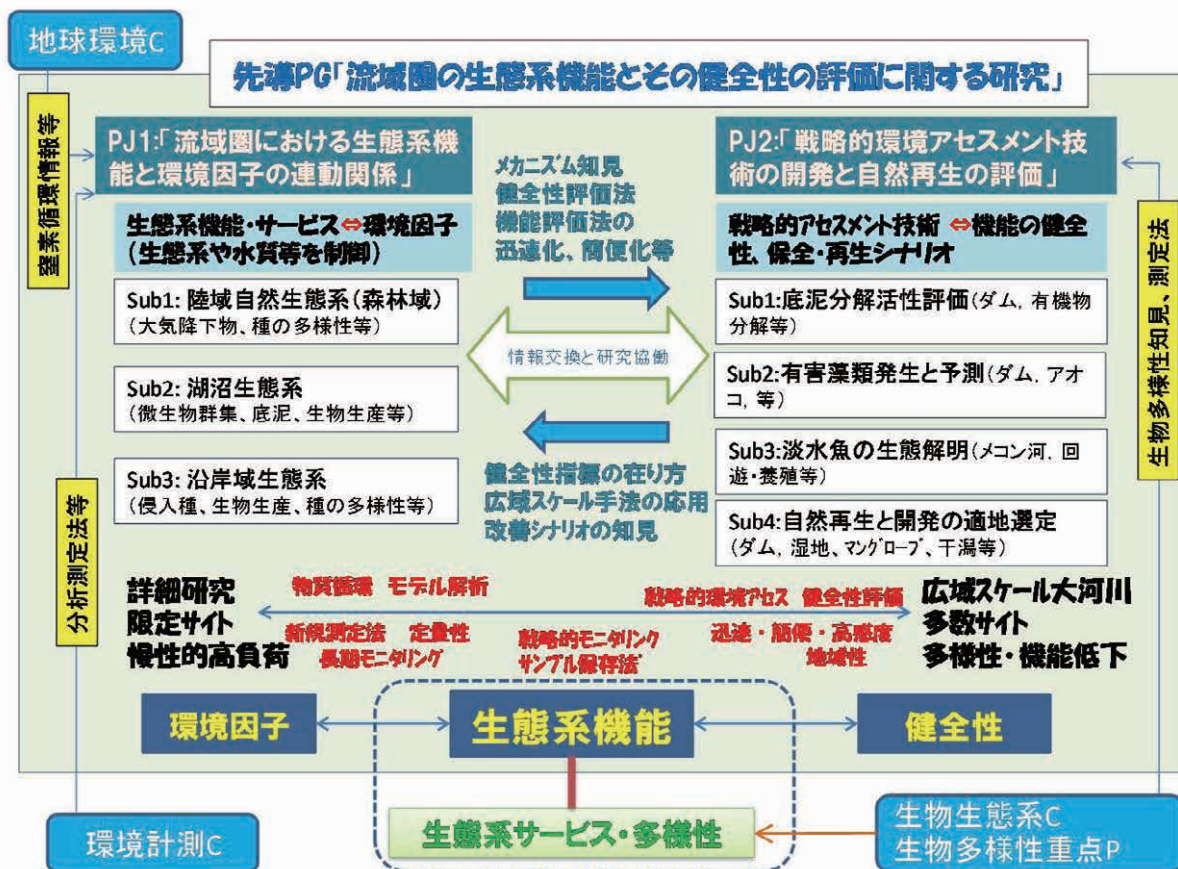 地球環境C
先導PG「流域圏の生態系機能とその健全性の評価に関する研究」
窒素循環情報等
PJ1:「流域圏における生態系機
能と環境因子の連動関係」
生態系機能・サービス⇔環境因子
(生態系や水質等を制御)
Sub1: 陸域自然生態系(森林域)
(大気降下物、種の多様性等)
Sub2: 湖沼生態系
(微生物群集、底泥、生物生産等)
Sub3: 沿岸域生態系
(侵入種、生物生産、種の多様性等)
分析測定法等
メカニズム知見
健全性評価法
機能評価法の
迅速化、簡便化等
情報交換と研究協働
健全性指標の在り方
広域スケール手法の応用
改善シナリオの知見
PJ2:「戦略的環境アセスメント技
術の開発と自然再生の評価」
戦略的アセスメント技術 ⇔機能の健全
性、保全・再生シナリオ
Sub1:底泥分解活性評価(ダム, 有機物
分解等)
Sub2:有害藻類発生と予測(ダム, アオ
コ, 等)
Sub3:淡水魚の生態解明(メコン河, 回
遊・養殖等)
Sub4:自然再生と開発の適地選定
(ダム, 湿地、マングローブ、干潟等)
生物多様性知見、測定法
詳細研究
限定サイト
慢性的高負荷
物質循環 モデル解析
新規測定法 定量性
長期モニタリング
戦略的モニタリング
サンプル保存法
戦略的環境アセス 健全性評価
迅速・簡便・高感度
地域性
広域スケール大河川
多数サイト
多様性・機能低下
環境因子
生態系機能
健全性
環境計測C
生態系サービス・多様性
生物生態系C
生物多様性重点P